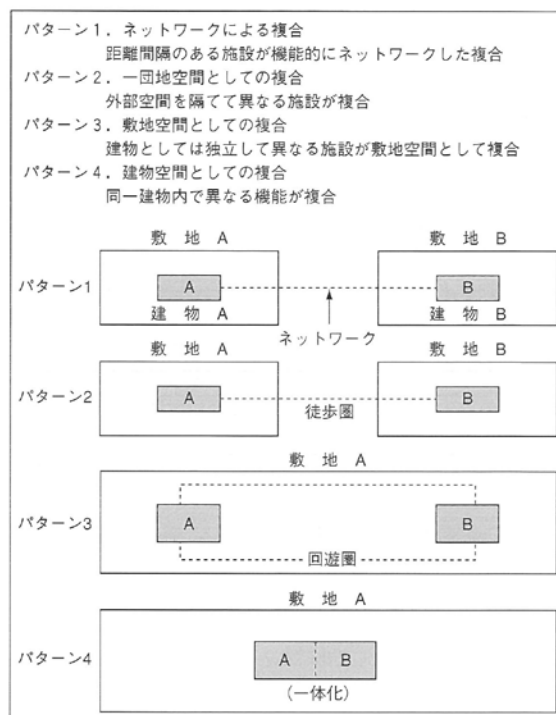 パターン1．ネットワークによる複合
距離間隔のある施設が機能的にネットワークした複合
パターン2．一団地空間としての複合
外部空間を隔てて異なる施設が複合
パターン3．敷地空間としての複合
建物としては独立して異なる施設が敷地空間として複合
パターン4．建物空間としての複合
同一建物内で異なる機能が複合
敷 地 A
敷 地 B
パターン1
A
B
建 物 A
建 物 B
ネットワーク
敷 地 A
敷 地 B
パターン2
A
B
徒歩圏
敷 地 A
パターン3
A
B
回遊圏
敷 地 A
パターン4
A
B
(一体化)